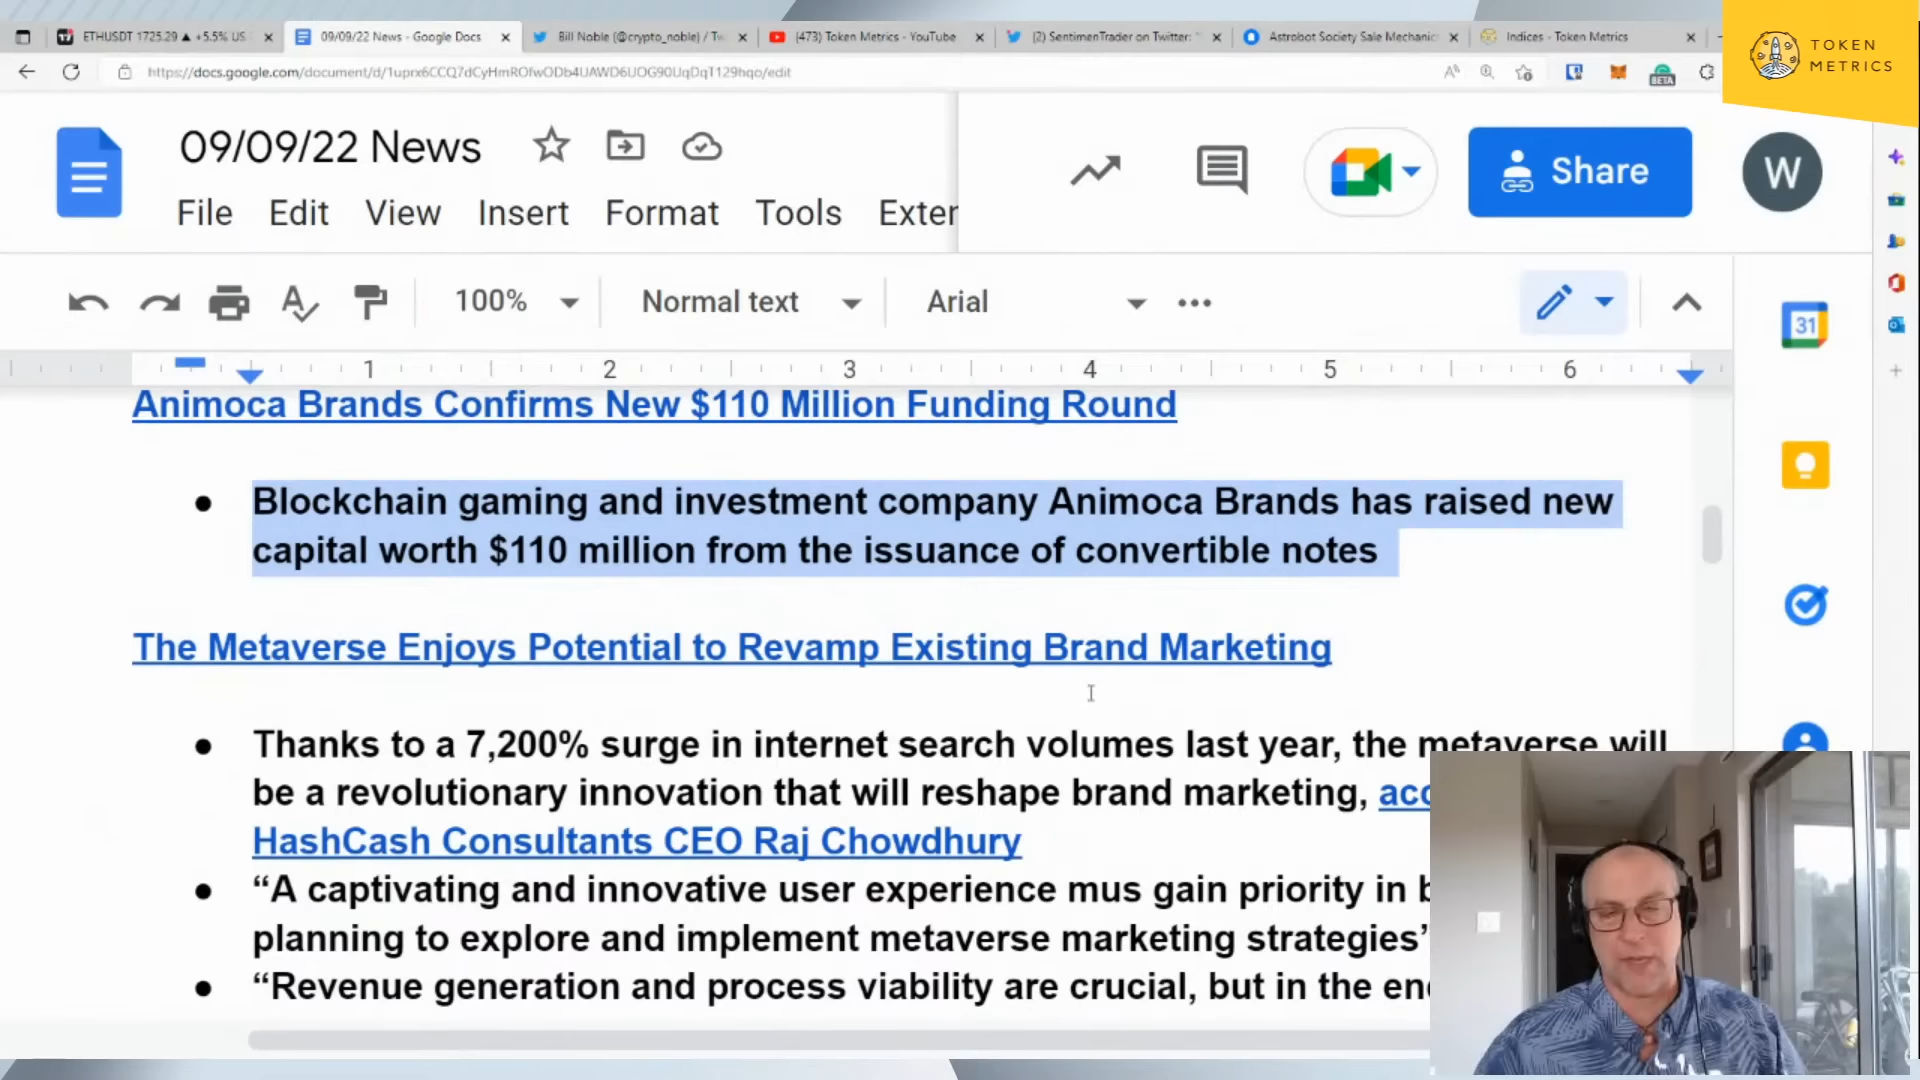 ETHUSDT 1725.29 ▲ +5.5% US
09/09/22 News - Google Docs
Bill Noble (@crypto_noble) / Tw
(473) Token Metrics - YouTube
(2) SentimenTrader on Twitter: "
Astrobot Society Sale Mechanic
Indices - Token Metrics
TOKEN
METRICS
https://docs.google.com/document/d/1uprx6CCQ7dCyHmROfwODb4UAWD6UOG90UqDqT129hqo/edit
BETA
09/09/22 News
Share
W
File Edit View Insert Format Tools Exter
100% Normal text Arial
31
1 2 3 4 5 6
Animoca Brands Confirms New $110 Million Funding Round
● Blockchain gaming and investment company Animoca Brands has raised new
capital worth $110 million from the issuance of convertible notes
The Metaverse Enjoys Potential to Revamp Existing Brand Marketing
● Thanks to a 7,200% surge in internet search volumes last year, the metaverse will
be a revolutionary innovation that will reshape brand marketing, acc
HashCash Consultants CEO Raj Chowdhury
● “A captivating and innovative user experience mus gain priority in b
planning to explore and implement metaverse marketing strategies”
● “Revenue generation and process viability are crucial, but in the en